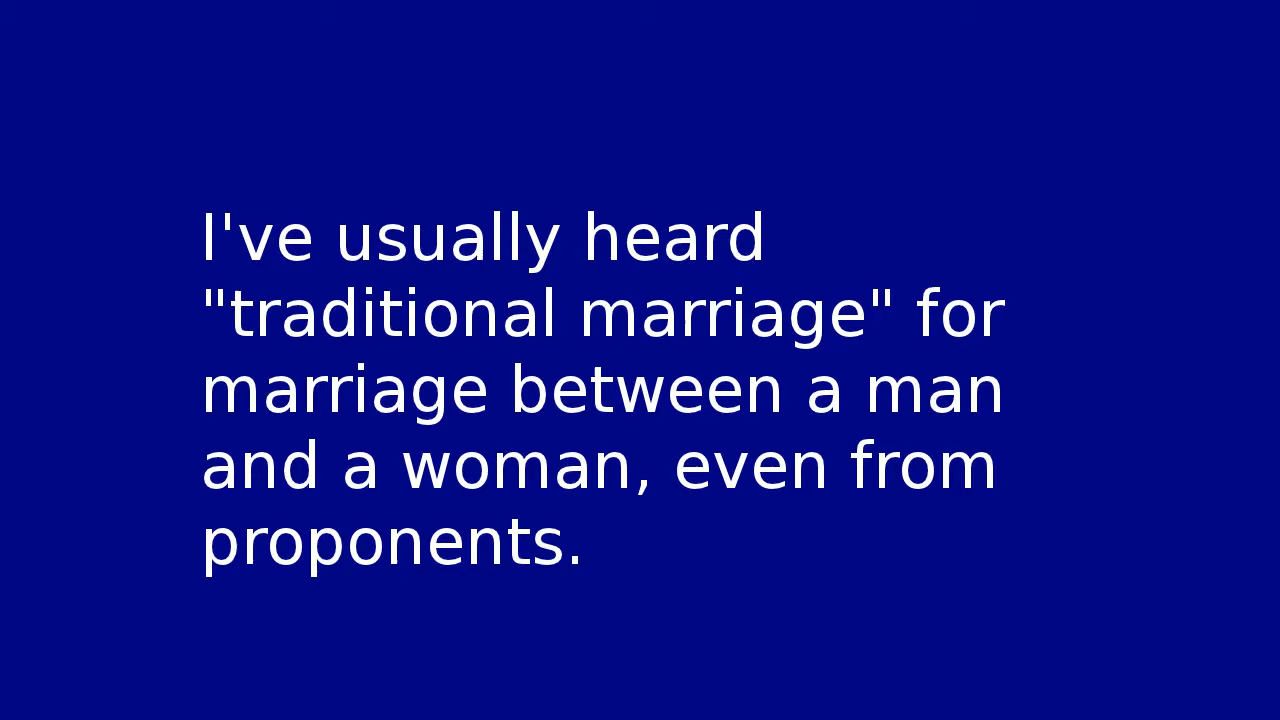 I've usually heard
"traditional marriage" for
marriage between a man
and a woman, even from
proponents.